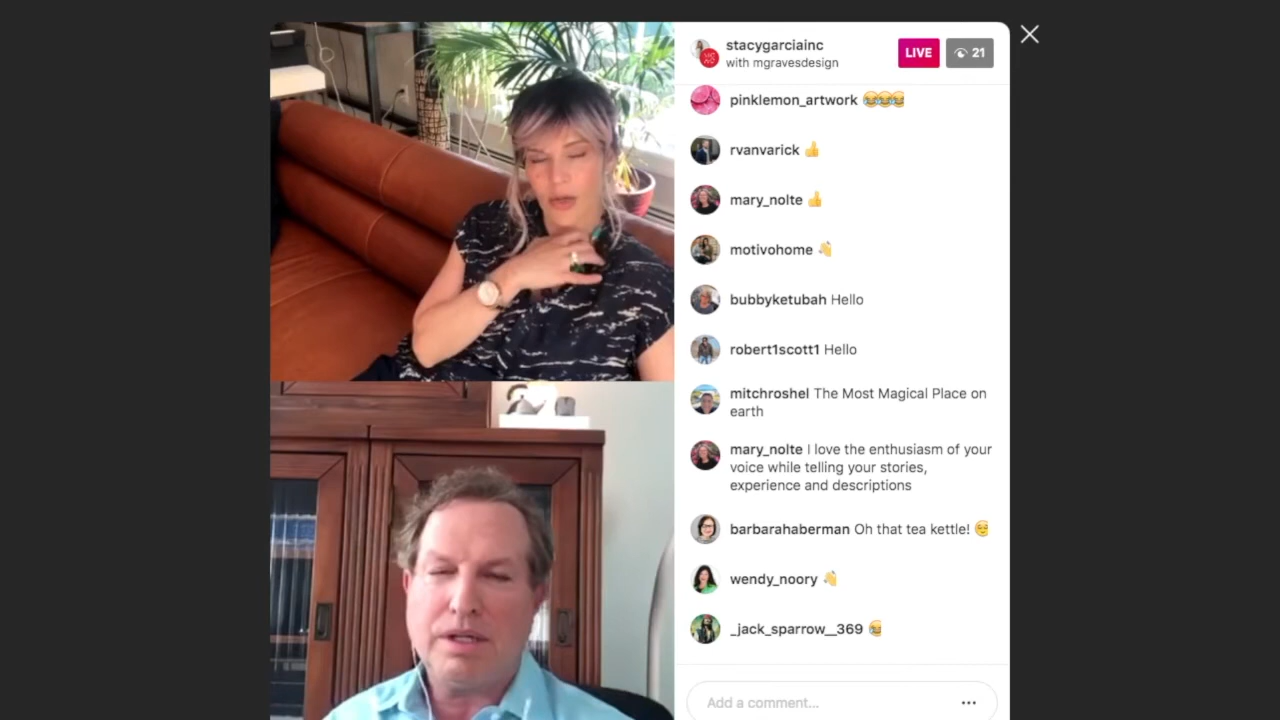 stacygarciainc
with mgravesdesign
LIVE
21
pinklemon_artwork 😂😂😂
rvanvarick 👍
mary_nolte 👍
motivohome 👋
bubbyketubah Hello
robert1scott1 Hello
mitchroshel The Most Magical Place on
earth
mary_nolte I love the enthusiasm of your
voice while telling your stories,
experience and descriptions
barbarahaberman Oh that tea kettle! 😌
wendy_noory 👋
_jack_sparrow__369 😂
Add a comment...